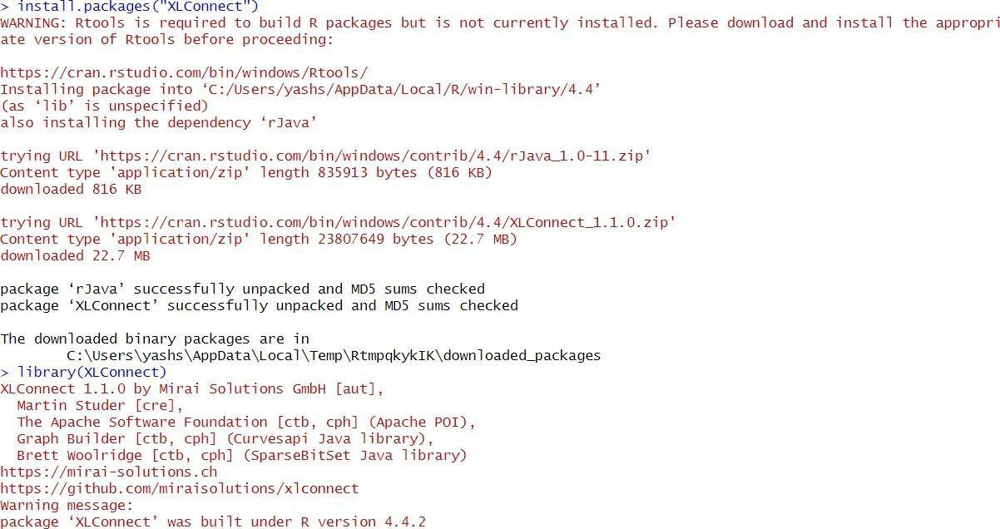 > install.packages("XLConnect")
WARNING: Rtools is required to build R packages but is not currently installed. Please download and install the appropri
ate version of Rtools before proceeding:
https://cran.rstudio.com/bin/windows/Rtools/
Installing package into ‘C:/Users/yashs/AppData/Local/R/win-library/4.4’
(as ‘lib’ is unspecified)
also installing the dependency ‘rJava’
trying URL 'https://cran.rstudio.com/bin/windows/contrib/4.4/rJava_1.0-11.zip'
Content type 'application/zip' length 835913 bytes (816 KB)
downloaded 816 KB
trying URL 'https://cran.rstudio.com/bin/windows/contrib/4.4/XLConnect_1.1.0.zip'
Content type 'application/zip' length 23807649 bytes (22.7 MB)
downloaded 22.7 MB
package ‘rJava’ successfully unpacked and MD5 sums checked
package ‘XLConnect’ successfully unpacked and MD5 sums checked
The downloaded binary packages are in
C:\Users\yashs\AppData\Local\Temp\RtmpqkykIK\downloaded_packages
> library(XLConnect)
XLConnect 1.1.0 by Mirai Solutions GmbH [aut],
Martin Studer [cre],
The Apache Software Foundation [ctb, cph] (Apache POI),
Graph Builder [ctb, cph] (Curvesapi Java library),
Brett Woolridge [ctb, cph] (SparseBitSet Java library)
https://mirai-solutions.ch
https://github.com/miraisolutions/xlconnect
Warning message:
package ‘XLConnect’ was built under R version 4.4.2